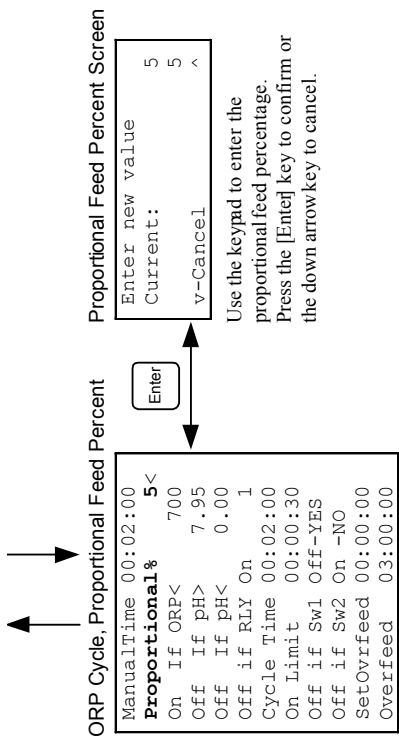 ORP Cycle, Proportional Feed Percent
ManualTime 00:02:00
Proportional% 5<
On If ORP< 700
Off If pH> 7.95
Off If pH< 0.00
Off if RLY On 1
Cycle Time 00:02:00
On Limit 00:00:30
Off if Sw1 Off-YES
Off if Sw2 On -NO
SetOvrfeed 00:00:00
Overfeed 03:00:00
Enter
Proportional Feed Percent Screen
Enter new value
Current: 5
5
v-Cancel ^
Use the keypad to enter the
proportional feed percentage.
Press the [Enter] key to confirm or
the down arrow key to cancel.